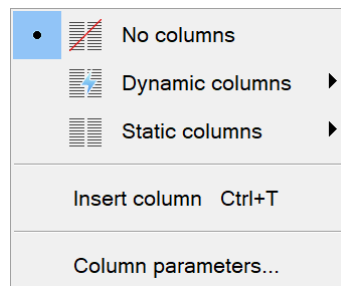 No columns
Dynamic columns
Static columns
Insert column Ctrl+T
Column parameters...